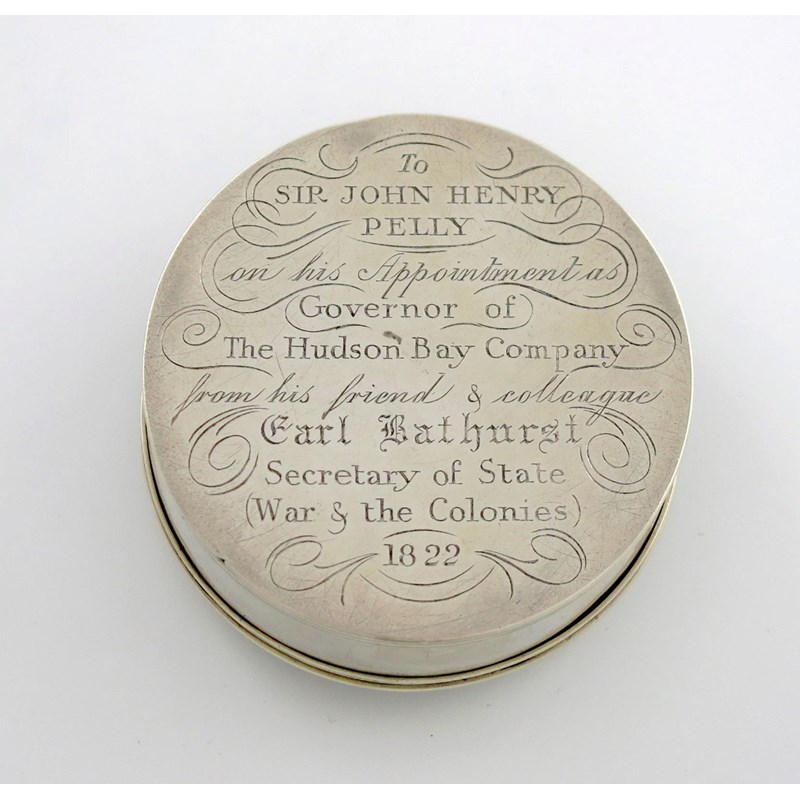 To
SIR JOHN HENRY
PELLY
on his Appointment as
Governor of
The Hudson Bay Company
from his friend & colleague
Earl Bathurst
Secretary of State
(War & the Colonies)
1822